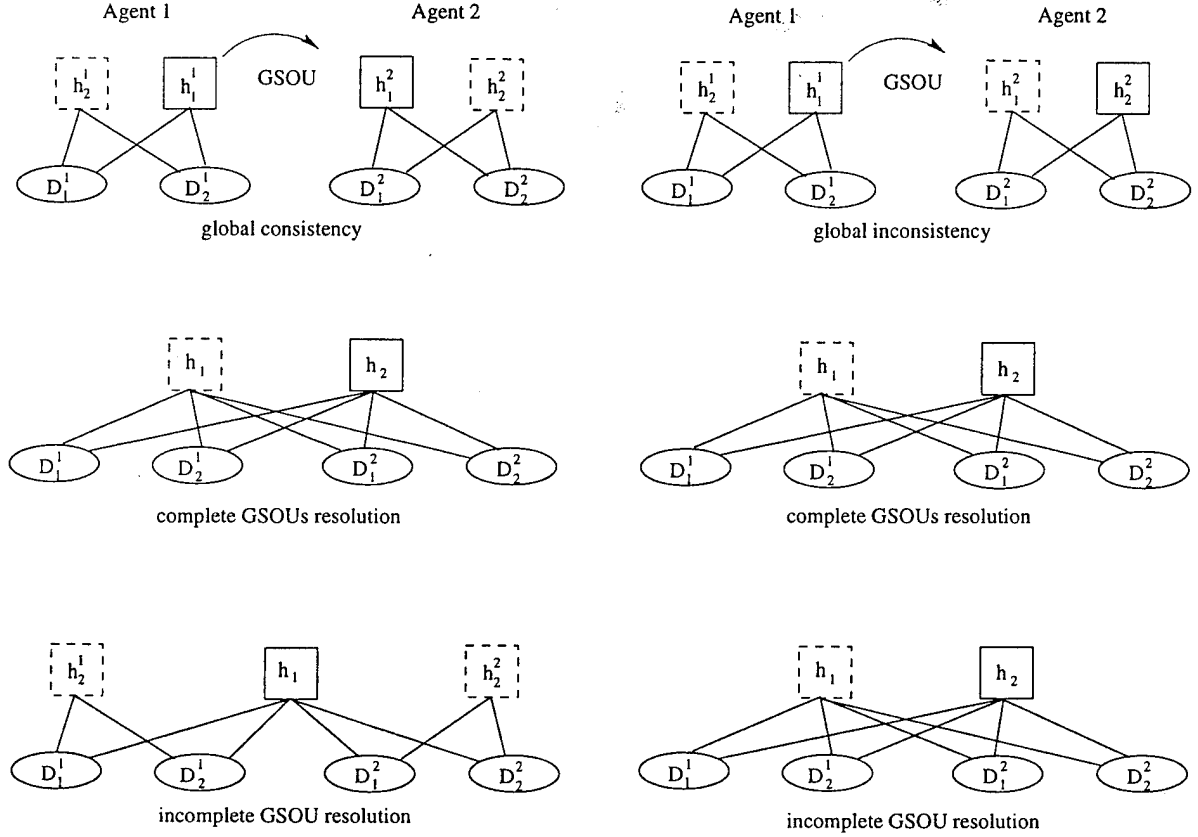 Agent 1 Agent 2 Agent 1 Agent 2
h₂¹ h₁¹ GSOU h₁² h₂² h₂¹ h₁¹ GSOU h₁² h₂²
D₁¹ D₂¹ D₁² D₂² D₁¹ D₂¹ D₁² D₂²
global consistency global inconsistency
h₁ h₂ h₁ h₂
D₁¹ D₂¹ D₁² D₂² D₁¹ D₂¹ D₁² D₂²
complete GSOUs resolution complete GSOUs resolution
h₂¹ h₁ h₂² h₁ h₂
D₁¹ D₂¹ D₁² D₂² D₁¹ D₂¹ D₁² D₂²
incomplete GSOU resolution incomplete GSOU resolution